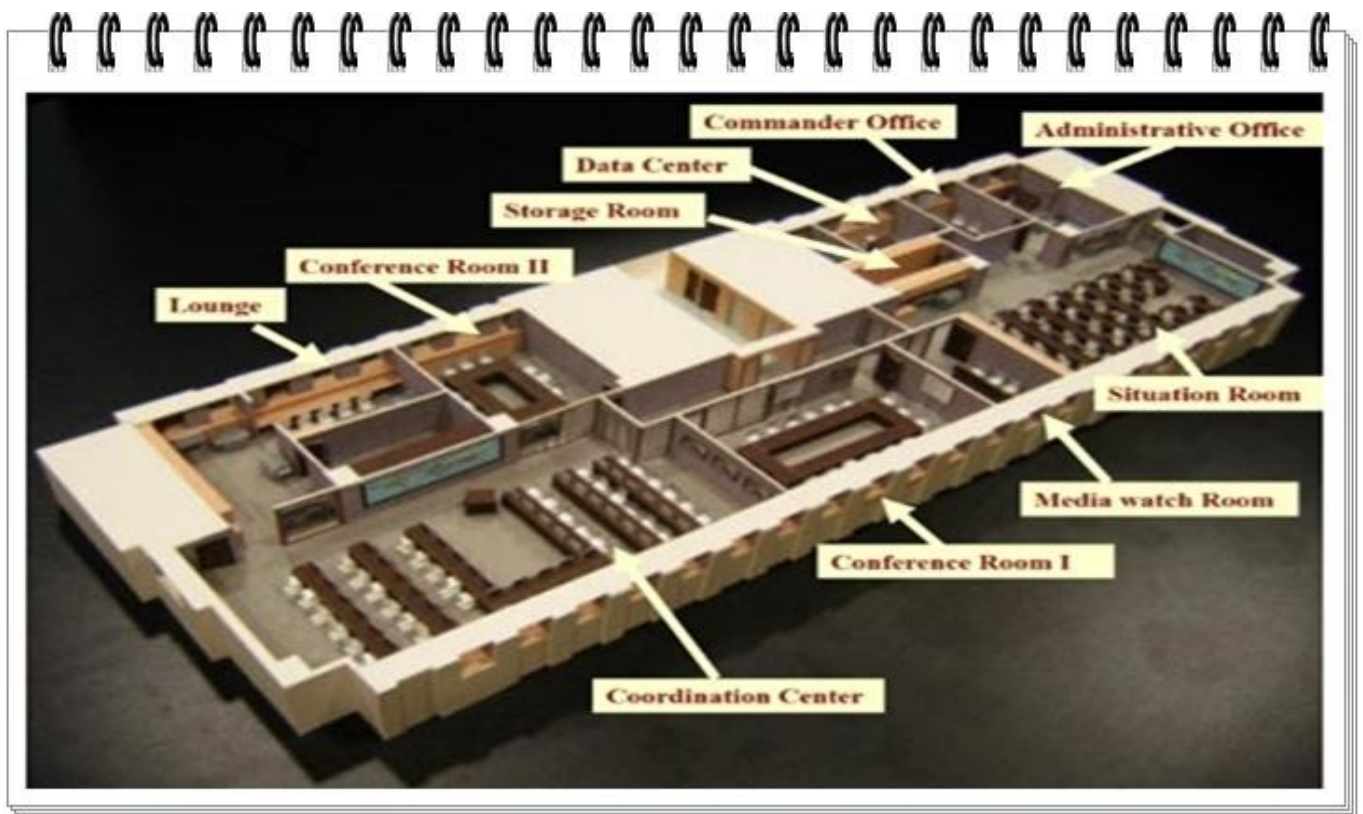 Commander Office
Administrative Office
Data Center
Storage Room
Conference Room II
Lounge
Situation Room
Media watch Room
Conference Room I
Coordination Center